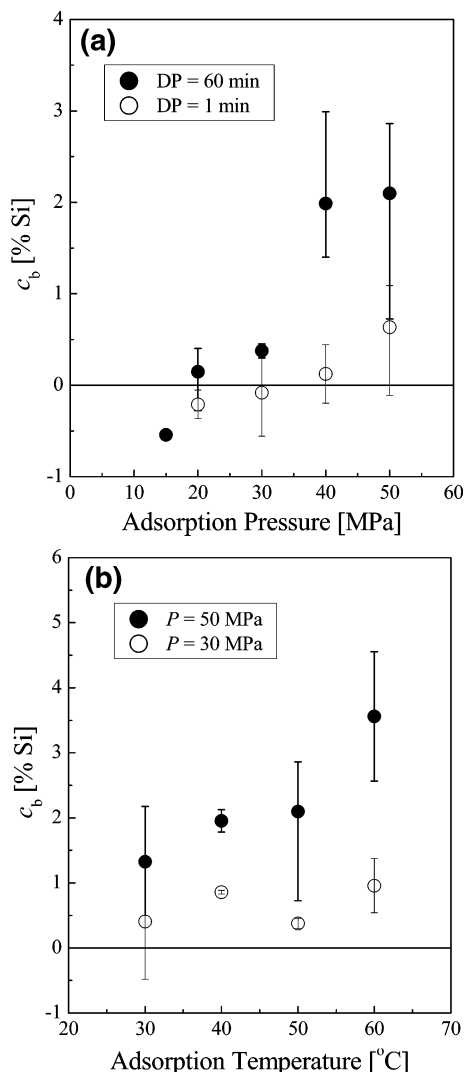 (a)
DP = 60 min
DP = 1 min
4
3
2
1
0
-1
c_b [% Si]
0 10 20 30 40 50 60
Adsorption Pressure [MPa]
(b)
P = 50 MPa
P = 30 MPa
6
5
4
3
2
1
0
-1
c_b [% Si]
20 30 40 50 60 70
Adsorption Temperature [°C]